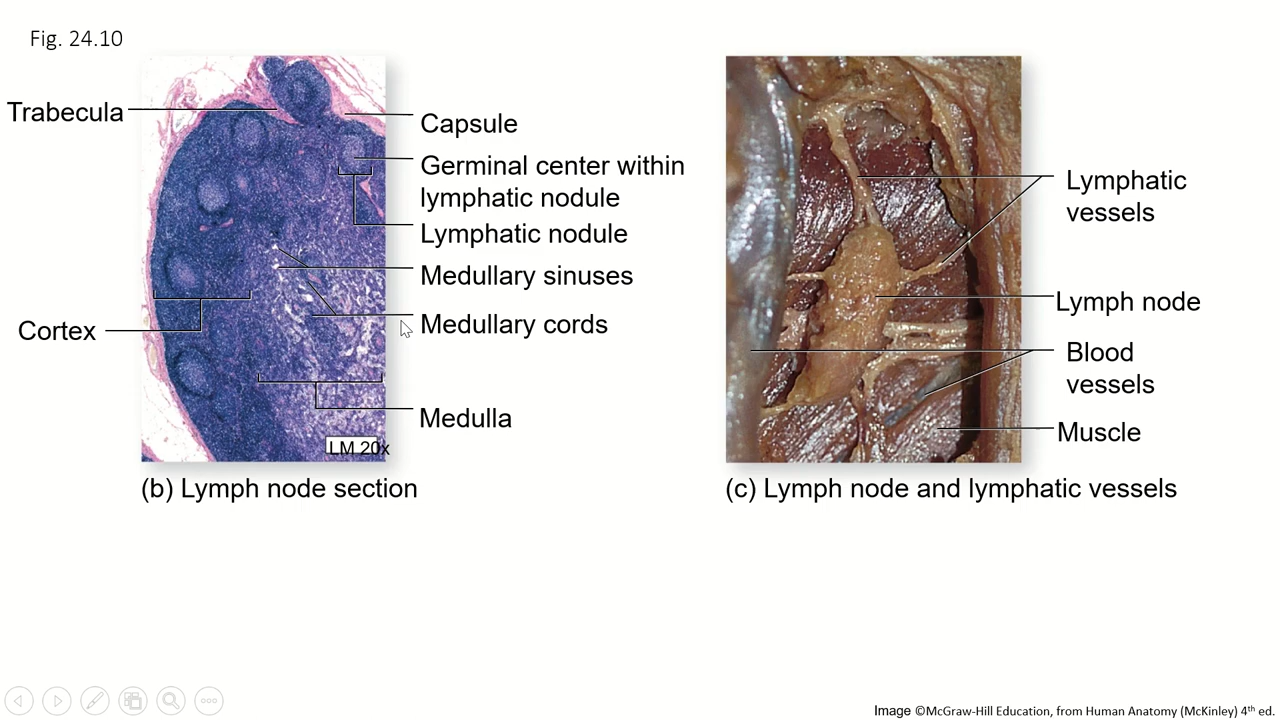 Fig. 24.10
Trabecula
Capsule
Germinal center within
lymphatic nodule
Lymphatic nodule
Medullary sinuses
Medullary cords
Cortex
Medulla
LM 20x
(b) Lymph node section
Lymphatic
vessels
Lymph node
Blood
vessels
Muscle
(c) Lymph node and lymphatic vessels
Image ©McGraw-Hill Education, from Human Anatomy (McKinley) 4th ed.